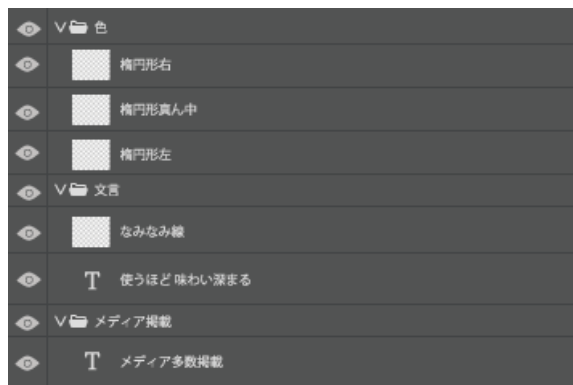 色
楕円形右
楕円形真ん中
楕円形左
文言
なみなみ線
T 使うほど 味わい深まる
メディア掲載
T メディア多数掲載